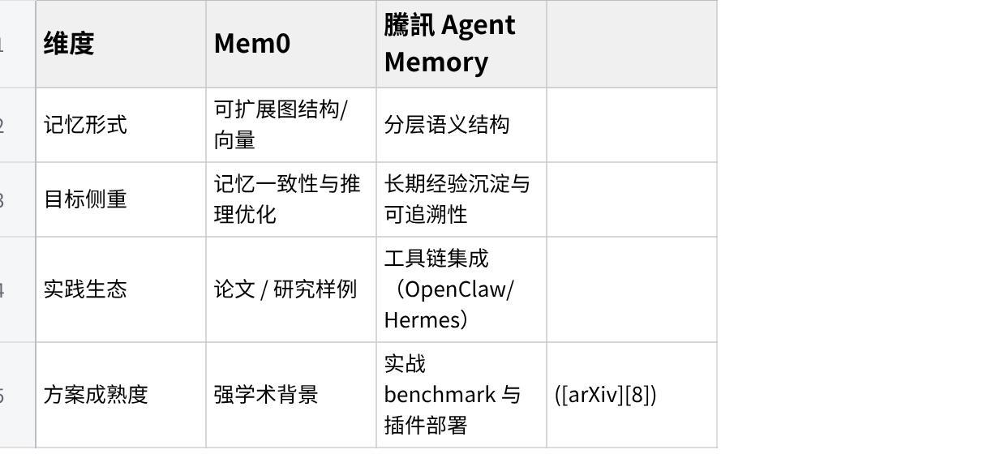 1
维度
Mem0
騰訊 Agent
Memory
2
记忆形式
可扩展图结构/
向量
分层语义结构
3
目标侧重
记忆一致性与推
理优化
长期经验沉淀与
可追溯性
4
实践生态
论文 / 研究样例
工具链集成
（OpenClaw/
Hermes）
5
方案成熟度
强学术背景
实战
benchmark 与
插件部署
([arXiv][8])